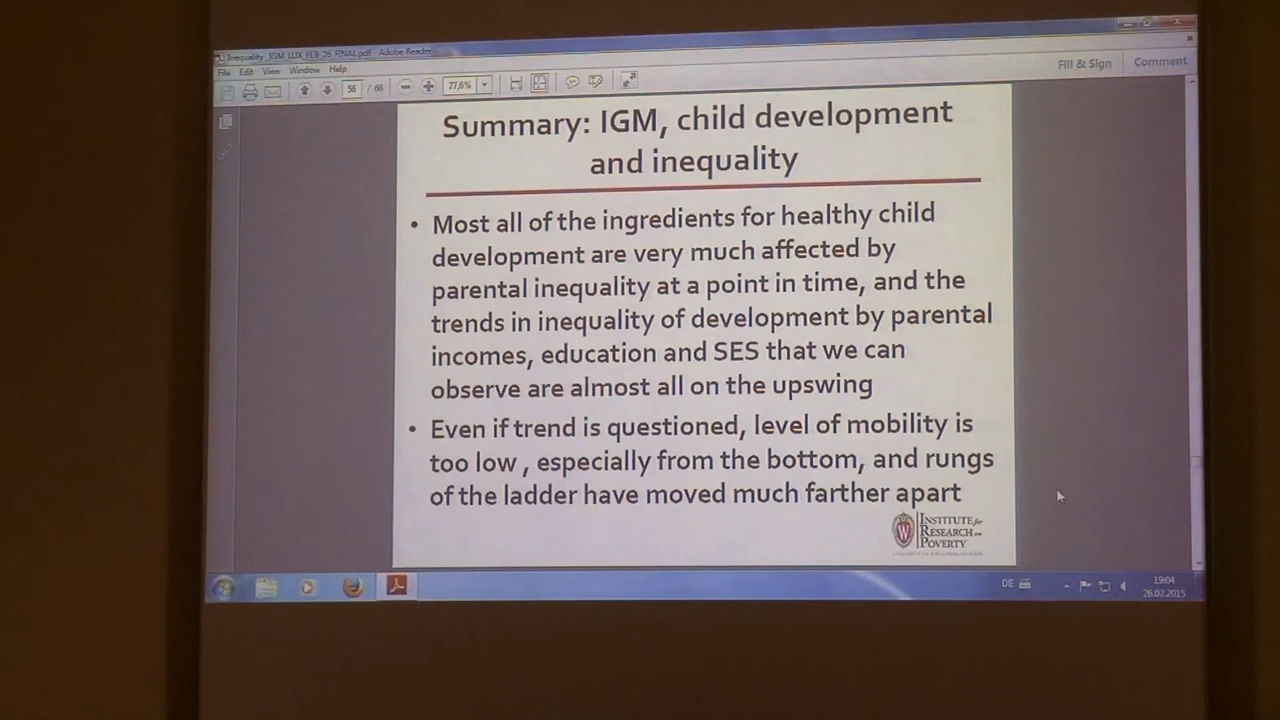 Inequality_IGM_LUX_FEB 26_FINAL.pdf - Adobe Reader
File Edit View Window Help
56 / 66 77,6% Fill & Sign Comment
Summary: IGM, child development
and inequality
• Most all of the ingredients for healthy child
development are very much affected by
parental inequality at a point in time, and the
trends in inequality of development by parental
incomes, education and SES that we can
observe are almost all on the upswing
• Even if trend is questioned, level of mobility is
too low , especially from the bottom, and rungs
of the ladder have moved much farther apart
INSTITUTE for
RESEARCH on
POVERTY
DE
19:04
26.02.2015